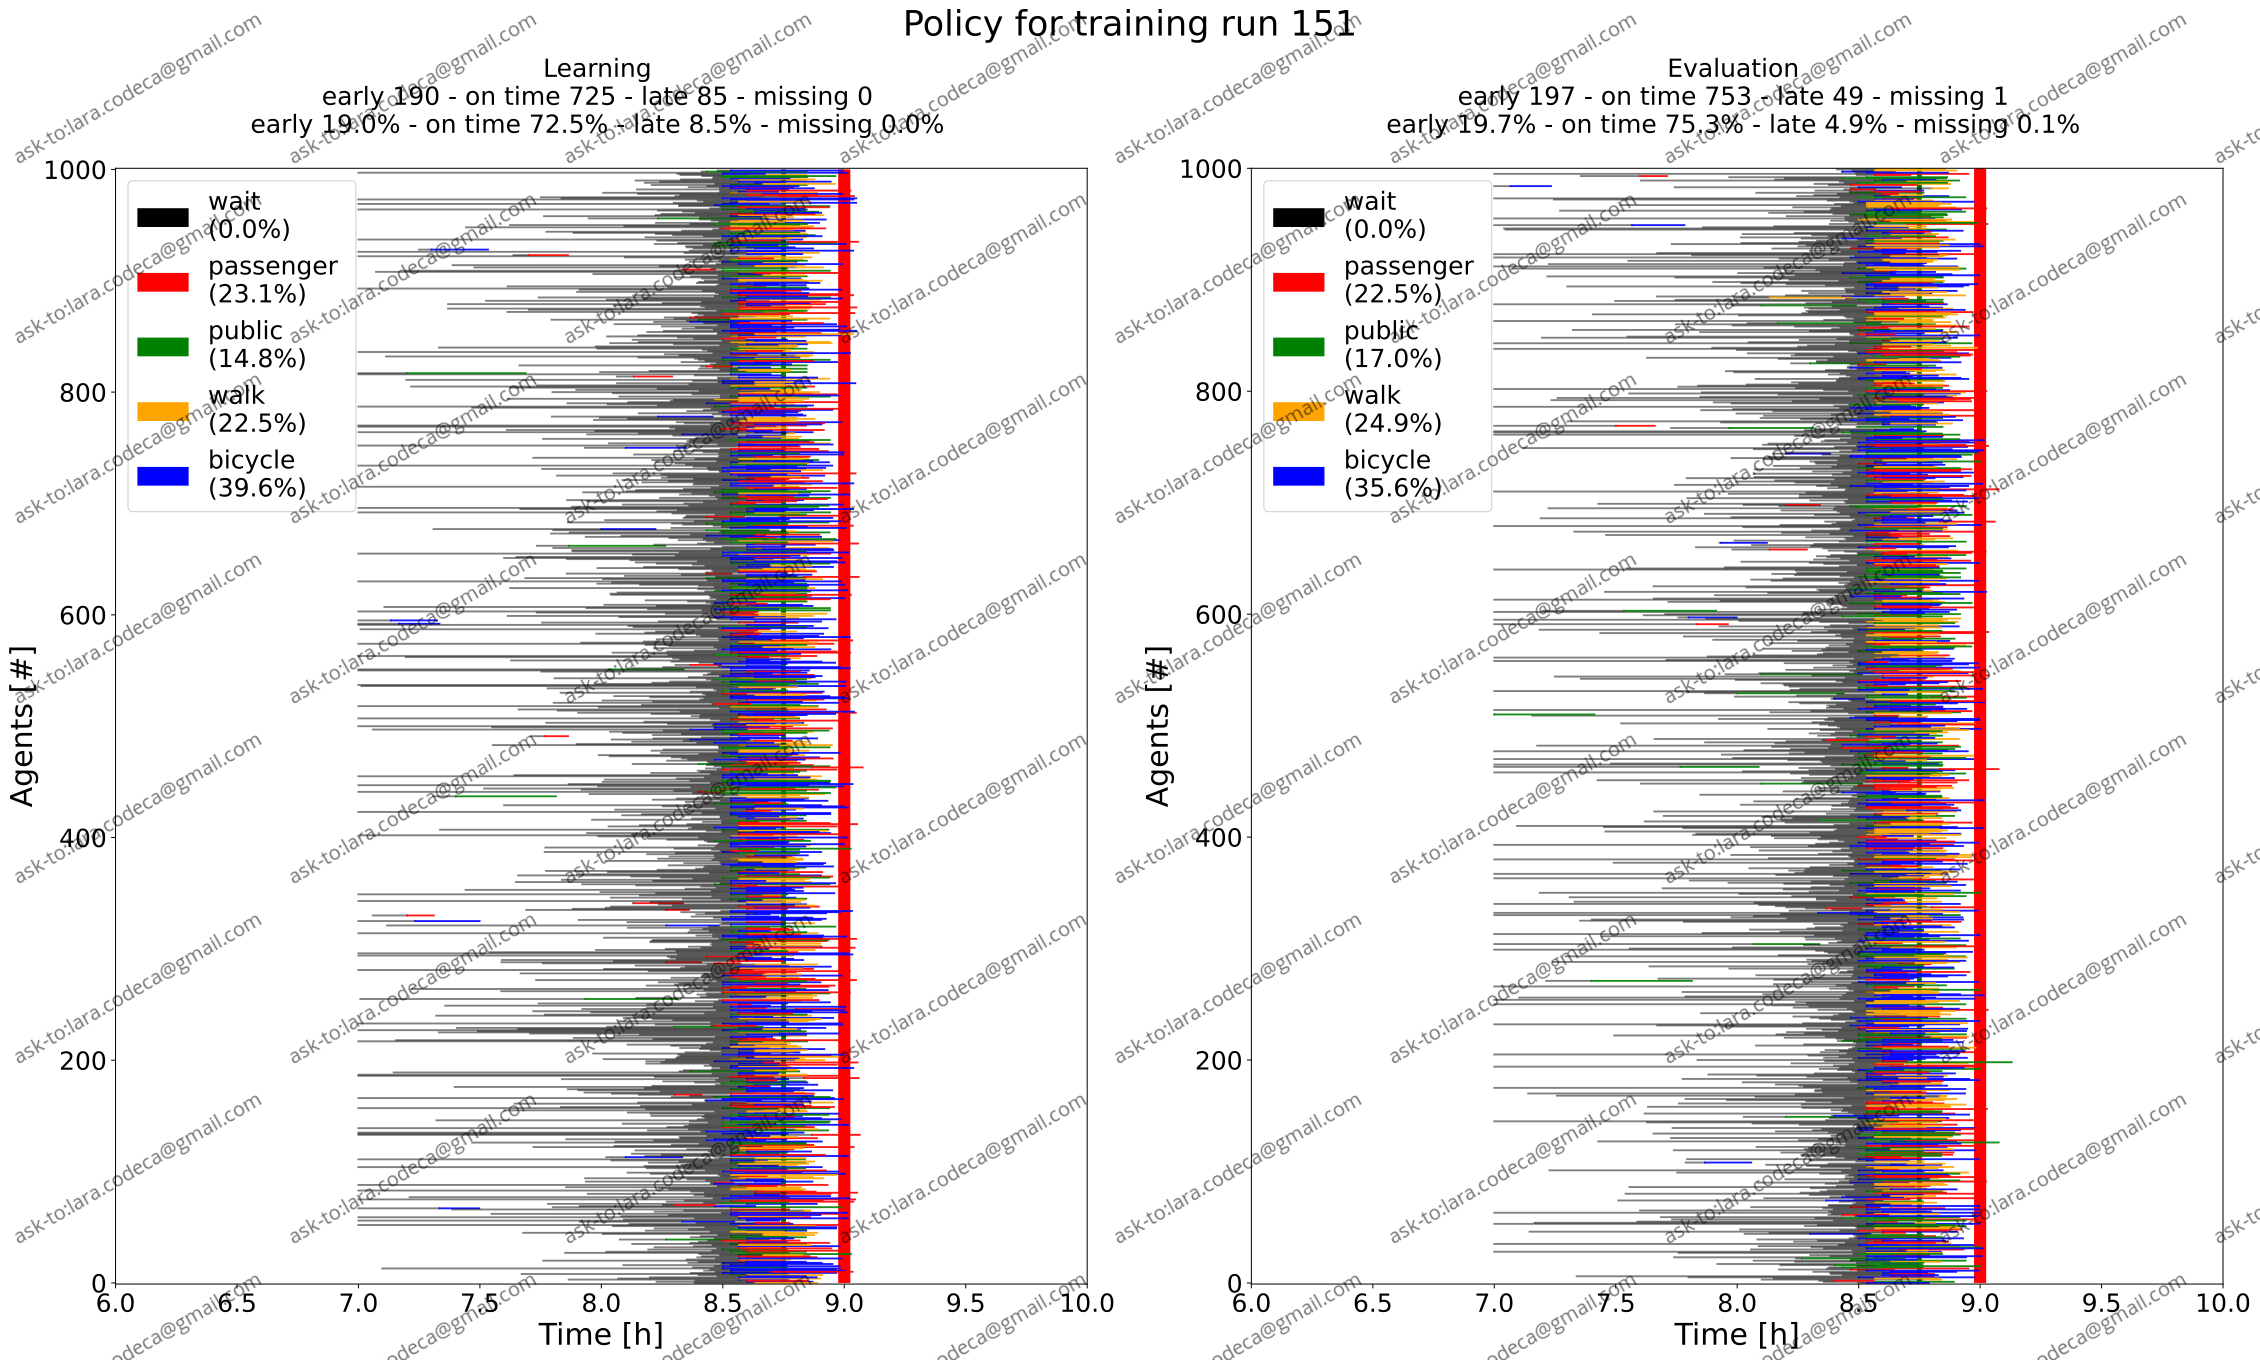 Policy for training run 151
Learning
early 190 - on time 725 - late 85 - missing 0
early 19.0% - on time 72.5% - late 8.5% - missing 0.0%
1000
800
600
400
200
0
Agents [#]
wait
(0.0%)
passenger
(23.1%)
public
(14.8%)
walk
(22.5%)
bicycle
(39.6%)
6.0 6.5 7.0 7.5 8.0 8.5 9.0 9.5 10.0
Time [h]
Evaluation
early 197 - on time 753 - late 49 - missing 1
early 19.7% - on time 75.3% - late 4.9% - missing 0.1%
1000
800
600
400
200
0
Agents [#]
wait
(0.0%)
passenger
(22.5%)
public
(17.0%)
walk
(24.9%)
bicycle
(35.6%)
6.0 6.5 7.0 7.5 8.0 8.5 9.0 9.5 10.0
Time [h]
ask-to:lara.codeca@gmail.com